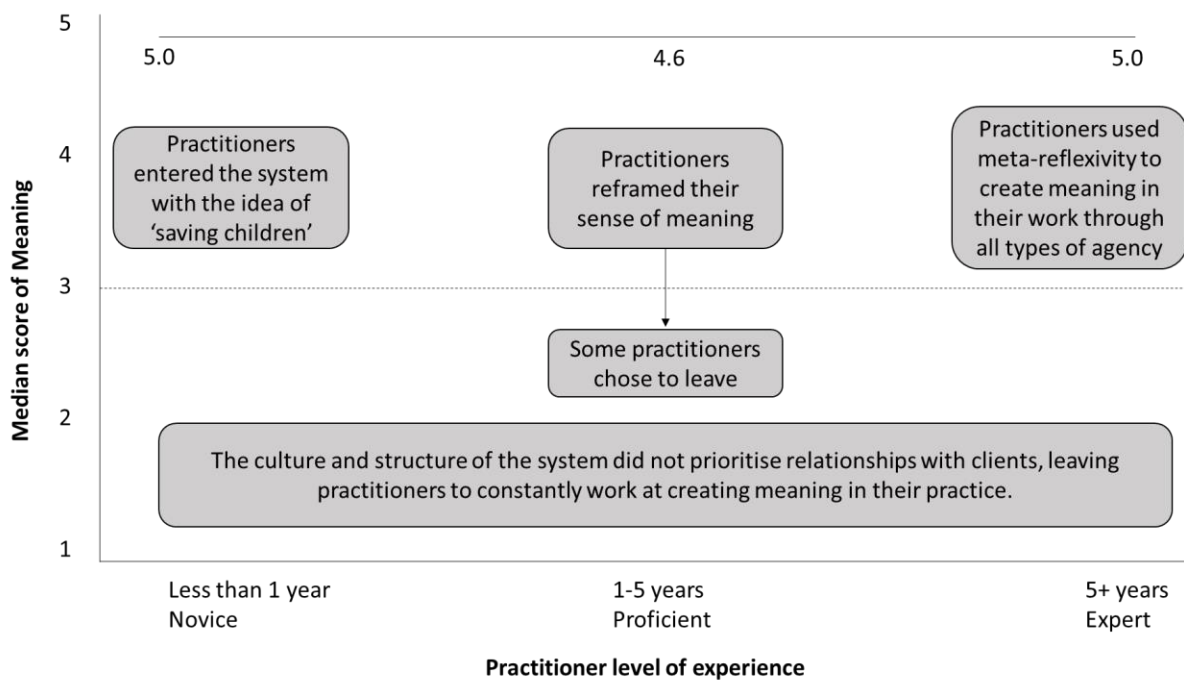 5
5.0
4.6
5.0
4
Practitioners
entered the system
with the idea of
‘saving children’
Practitioners
reframed their
sense of meaning
Practitioners used
meta-reflexivity to
create meaning in
their work through
all types of agency
3
Some practitioners
chose to leave
2
The culture and structure of the system did not prioritise relationships with clients, leaving
practitioners to constantly work at creating meaning in their practice.
1
Median score of Meaning
Less than 1 year
Novice
1-5 years
Proficient
5+ years
Expert
Practitioner level of experience